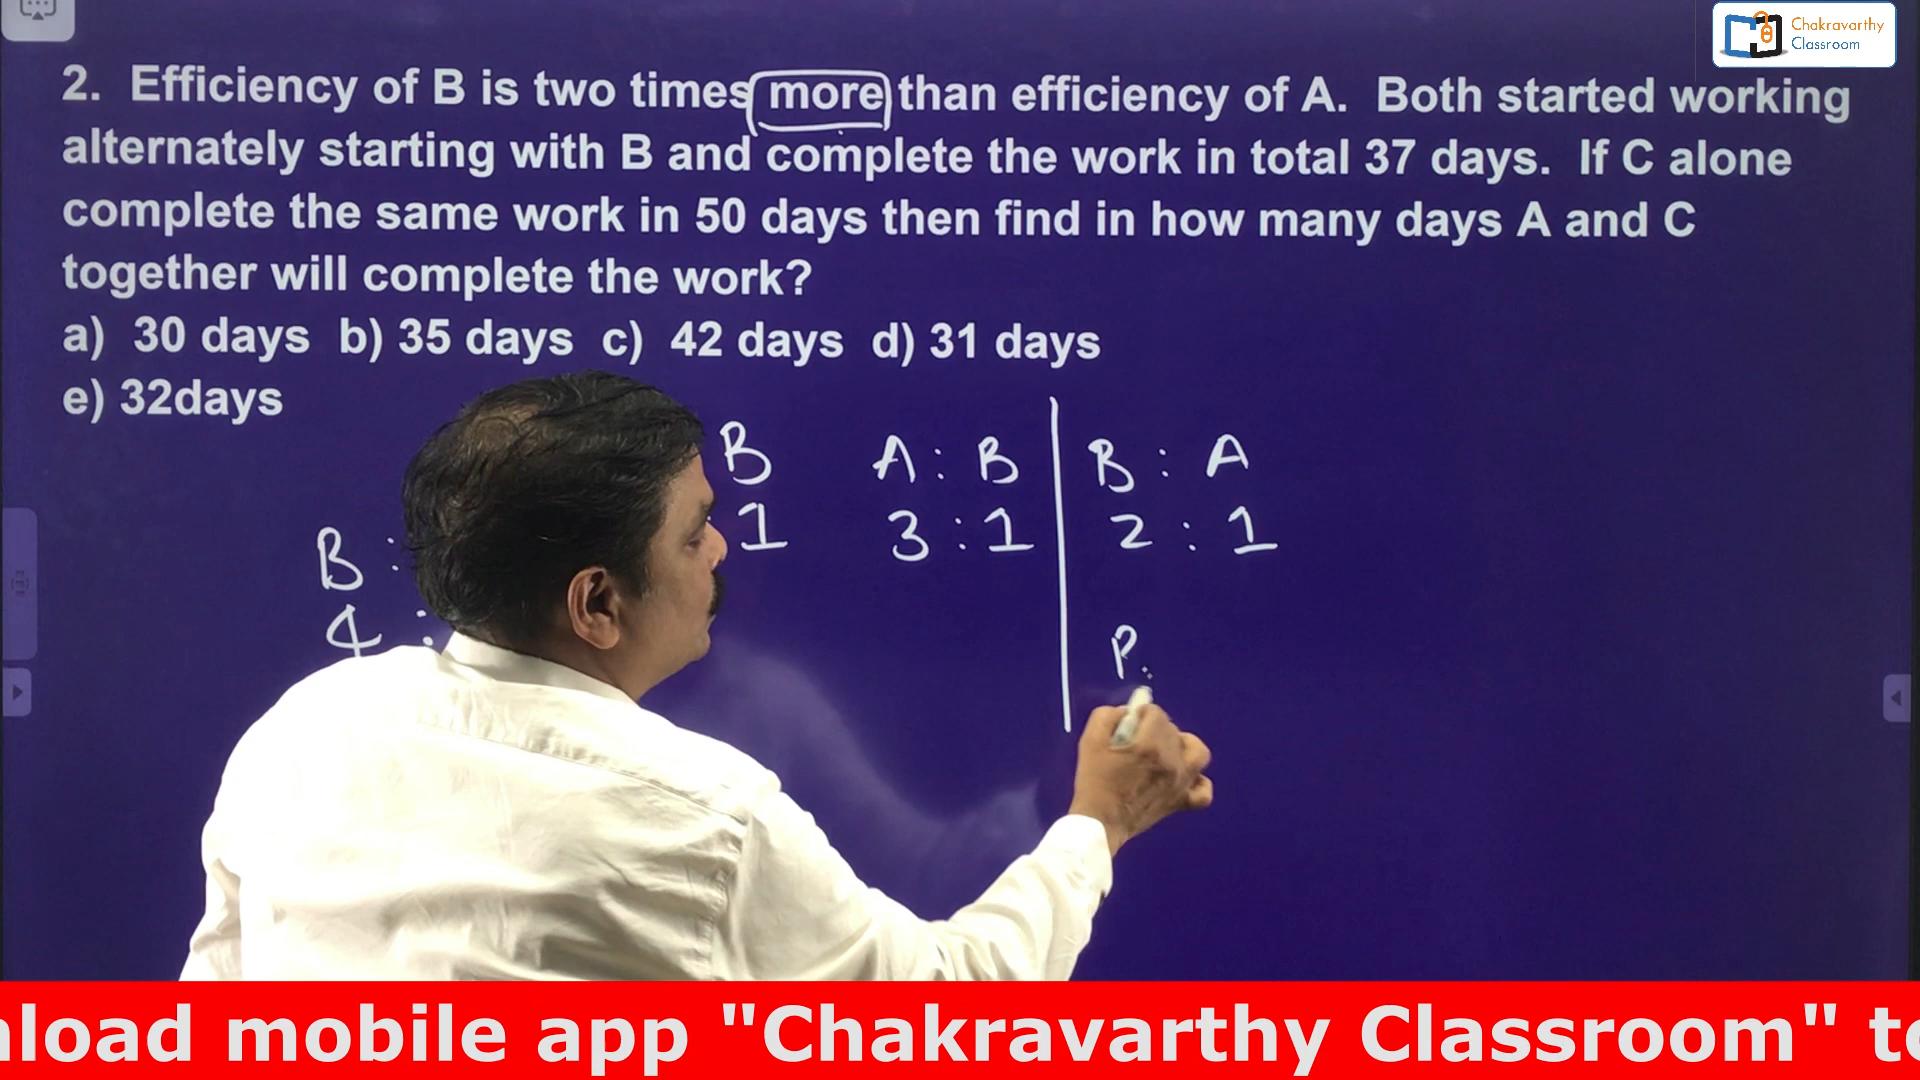 Chakravarthy
Classroom
2. Efficiency of B is two times more than efficiency of A. Both started working
alternately starting with B and complete the work in total 37 days. If C alone
complete the same work in 50 days then find in how many days A and C
together will complete the work?
a) 30 days b) 35 days c) 42 days d) 31 days
e) 32days
B A : B B : A
1 3 : 1 2 : 1
B :
4 :
P.
nload mobile app "Chakravarthy Classroom" to